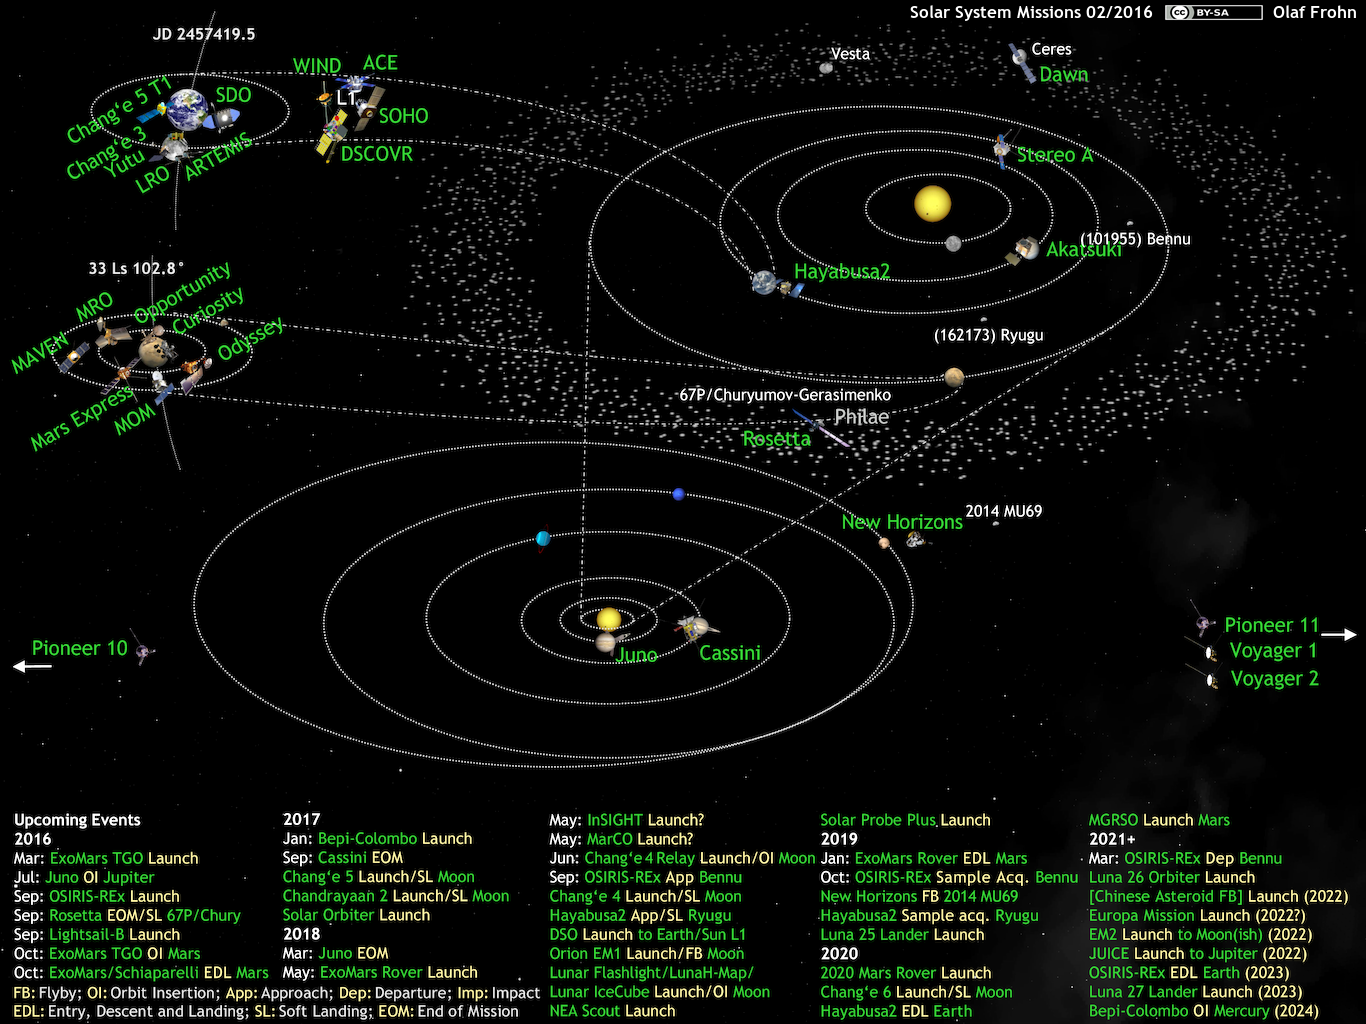 Solar System Missions 02/2016 cc BY-SA Olaf Frohn
JD 2457419.5
WIND
ACE
L1
SOHO
DSCOVR
Chang‘e 5 T1
SDO
Chang‘e 3
Yutu
LRO
ARTEMIS
Vesta
Ceres
Dawn
Stereo A
(101955) Bennu
Akatsuki
Hayabusa2
(162173) Ryugu
33 Ls 102.8°
MRO
Opportunity
Curiosity
MAVEN
Odyssey
Mars Express
MOM
67P/Churyumov-Gerasimenko
Philae
Rosetta
2014 MU69
New Horizons
Pioneer 10
Juno
Cassini
Pioneer 11
Voyager 1
Voyager 2
Upcoming Events
2016
Mar: ExoMars TGO Launch
Jul: Juno OI Jupiter
Sep: OSIRIS-REx Launch
Sep: Rosetta EOM/SL 67P/Chury
Sep: Lightsail-B Launch
Oct: ExoMars TGO OI Mars
Oct: ExoMars/Schiaparelli EDL Mars
FB: Flyby; OI: Orbit Insertion; App: Approach; Dep: Departure; Imp: Impact
EDL: Entry, Descent and Landing; SL: Soft Landing; EOM: End of Mission
2017
Jan: Bepi-Colombo Launch
Sep: Cassini EOM
Chang‘e 5 Launch/SL Moon
Chandrayaan 2 Launch/SL Moon
Solar Orbiter Launch
2018
Mar: Juno EOM
May: ExoMars Rover Launch
May: InSIGHT Launch?
May: MarCO Launch?
Jun: Chang‘e 4 Relay Launch/OI Moon
Sep: OSIRIS-REx App Bennu
Chang‘e 4 Launch/SL Moon
Hayabusa2 App/SL Ryugu
DSO Launch to Earth/Sun L1
Orion EM1 Launch/FB Moon
Lunar Flashlight/LunaH-Map/
Lunar IceCube Launch/OI Moon
NEA Scout Launch
Solar Probe Plus Launch
2019
Jan: ExoMars Rover EDL Mars
Oct: OSIRIS-REx Sample Acq. Bennu
New Horizons FB 2014 MU69
Hayabusa2 Sample acq. Ryugu
Luna 25 Lander Launch
2020
2020 Mars Rover Launch
Chang‘e 6 Launch/SL Moon
Hayabusa2 EDL Earth
MGRSO Launch Mars
2021+
Mar: OSIRIS-REx Dep Bennu
Luna 26 Orbiter Launch
[Chinese Asteroid FB] Launch (2022)
Europa Mission Launch (2022?)
EM2 Launch to Moon(ish) (2022)
JUICE Launch to Jupiter (2022)
OSIRIS-REx EDL Earth (2023)
Luna 27 Lander Launch (2023)
Bepi-Colombo OI Mercury (2024)